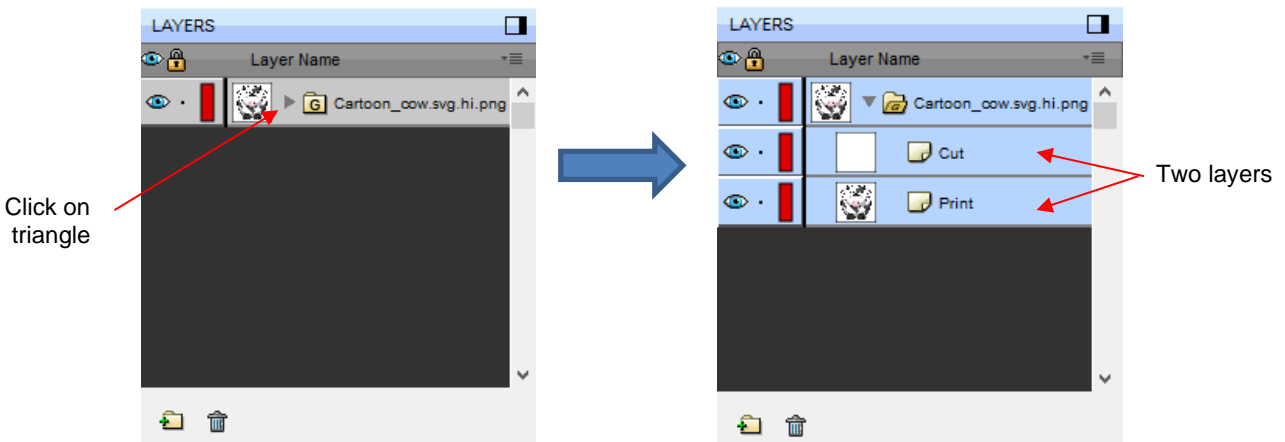 LAYERS
Layer Name
G Cartoon_cow.svg.hi.png
Click on
triangle
LAYERS
Layer Name
G Cartoon_cow.svg.hi.png
Cut
Print
Two layers